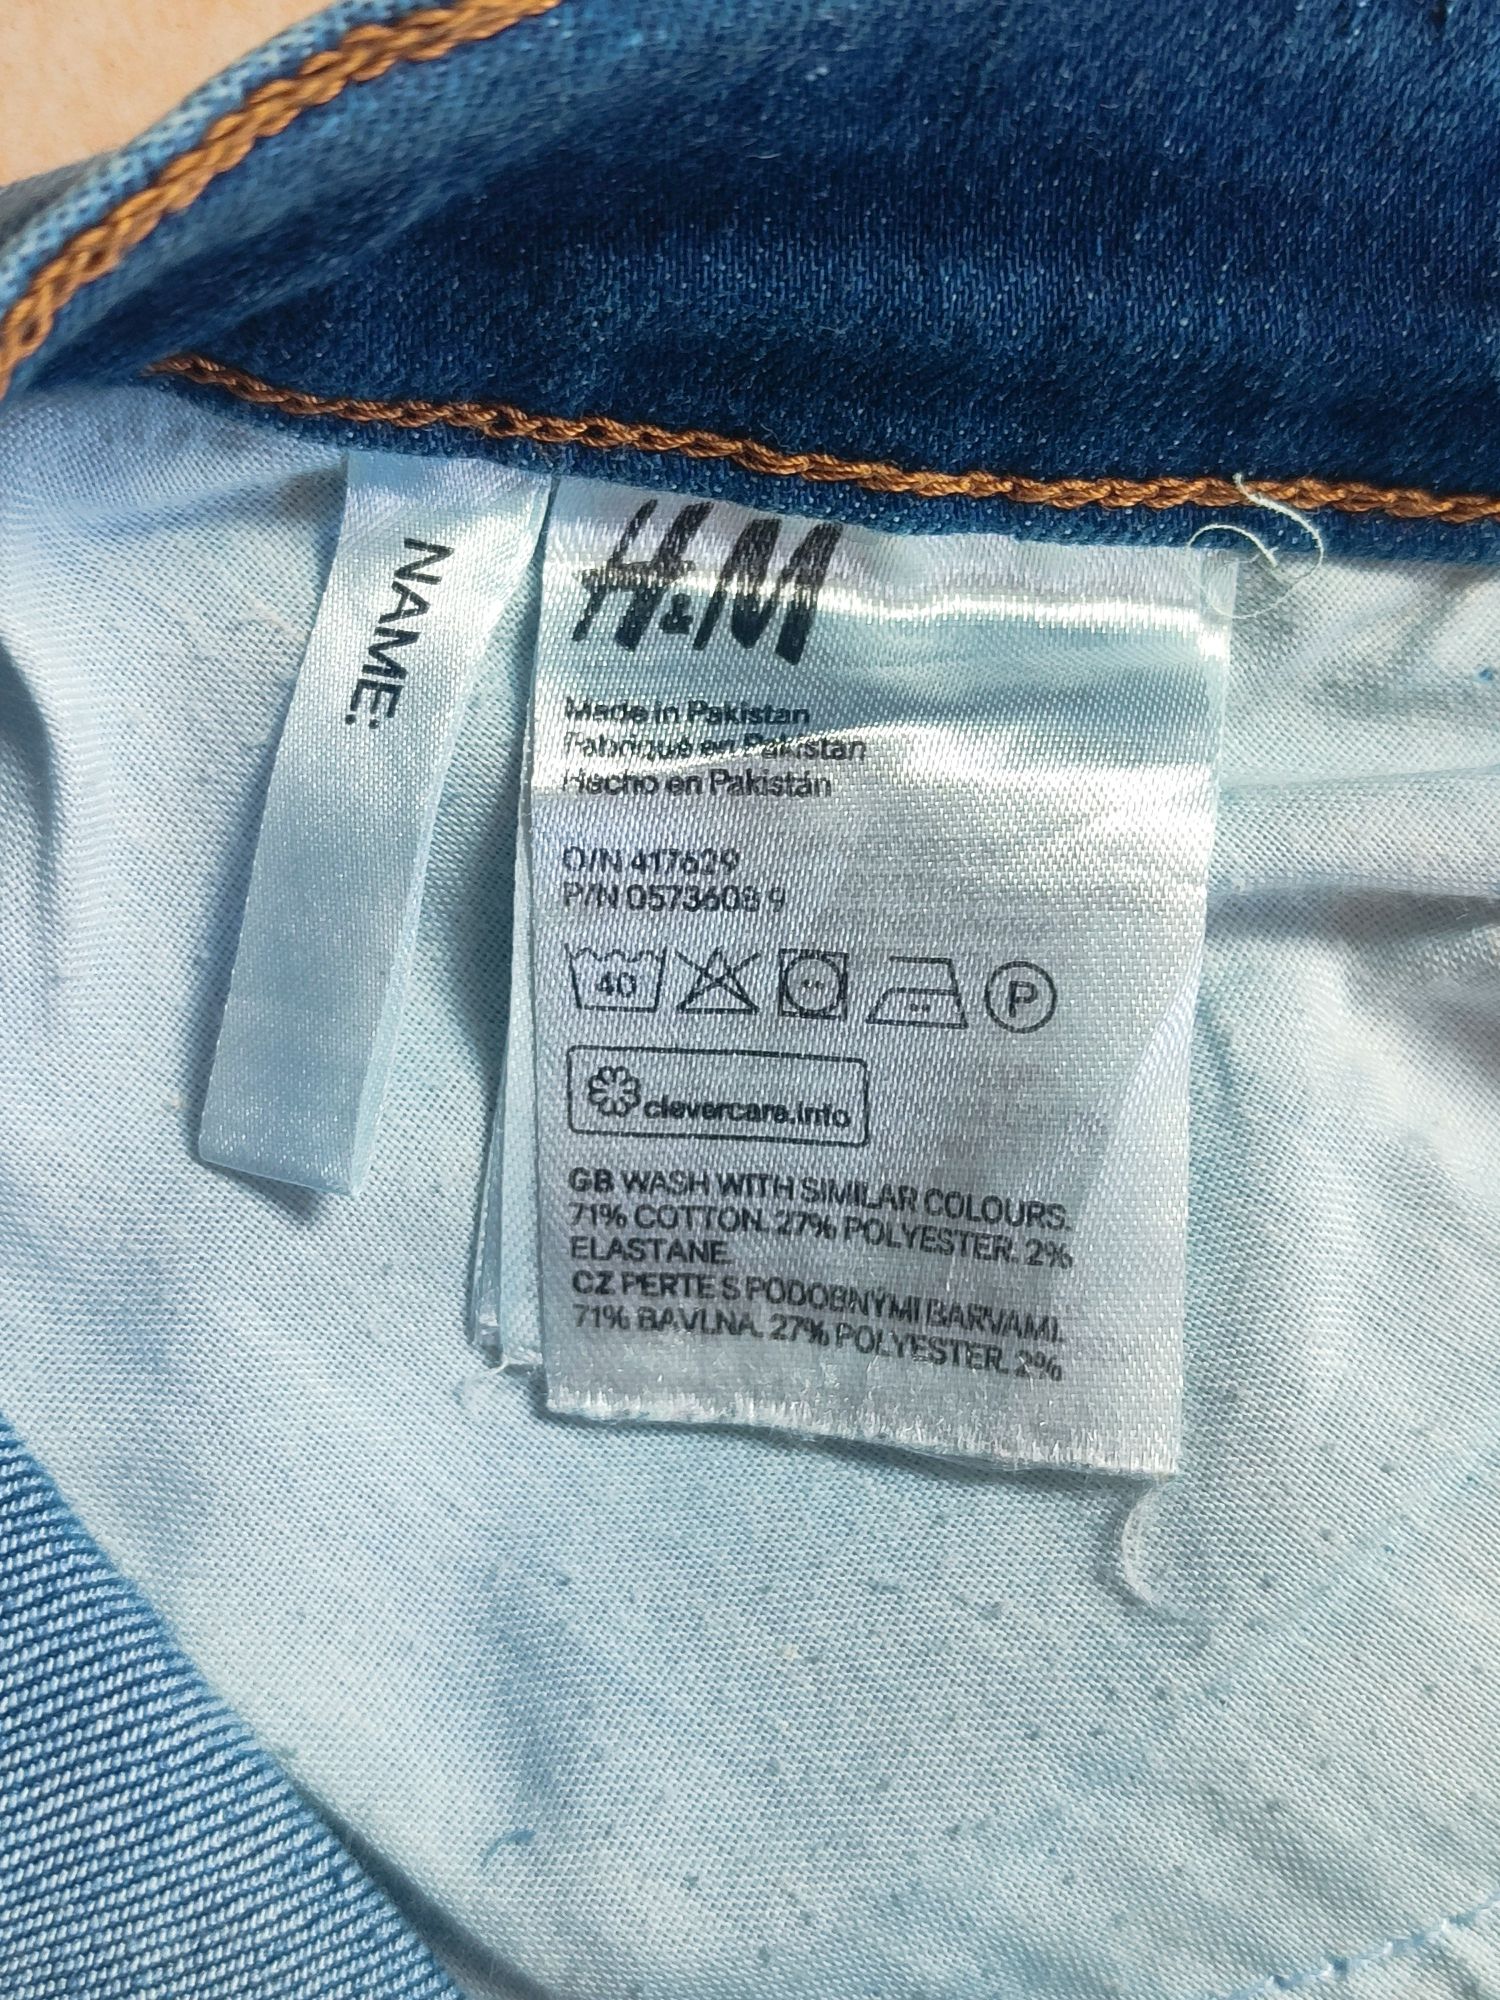 NAME:
H&M
Made in Pakistan
Fabriqué en Pakistan
Hecho en Pakistán
O/N 417629
P/N 0573608 9
40
P
clevercare.info
GB WASH WITH SIMILAR COLOURS.
71% COTTON. 27% POLYESTER. 2%
ELASTANE.
CZ PERTE S PODOBNÝMI BARVAMI.
71% BAVLNA. 27% POLYESTER. 2%